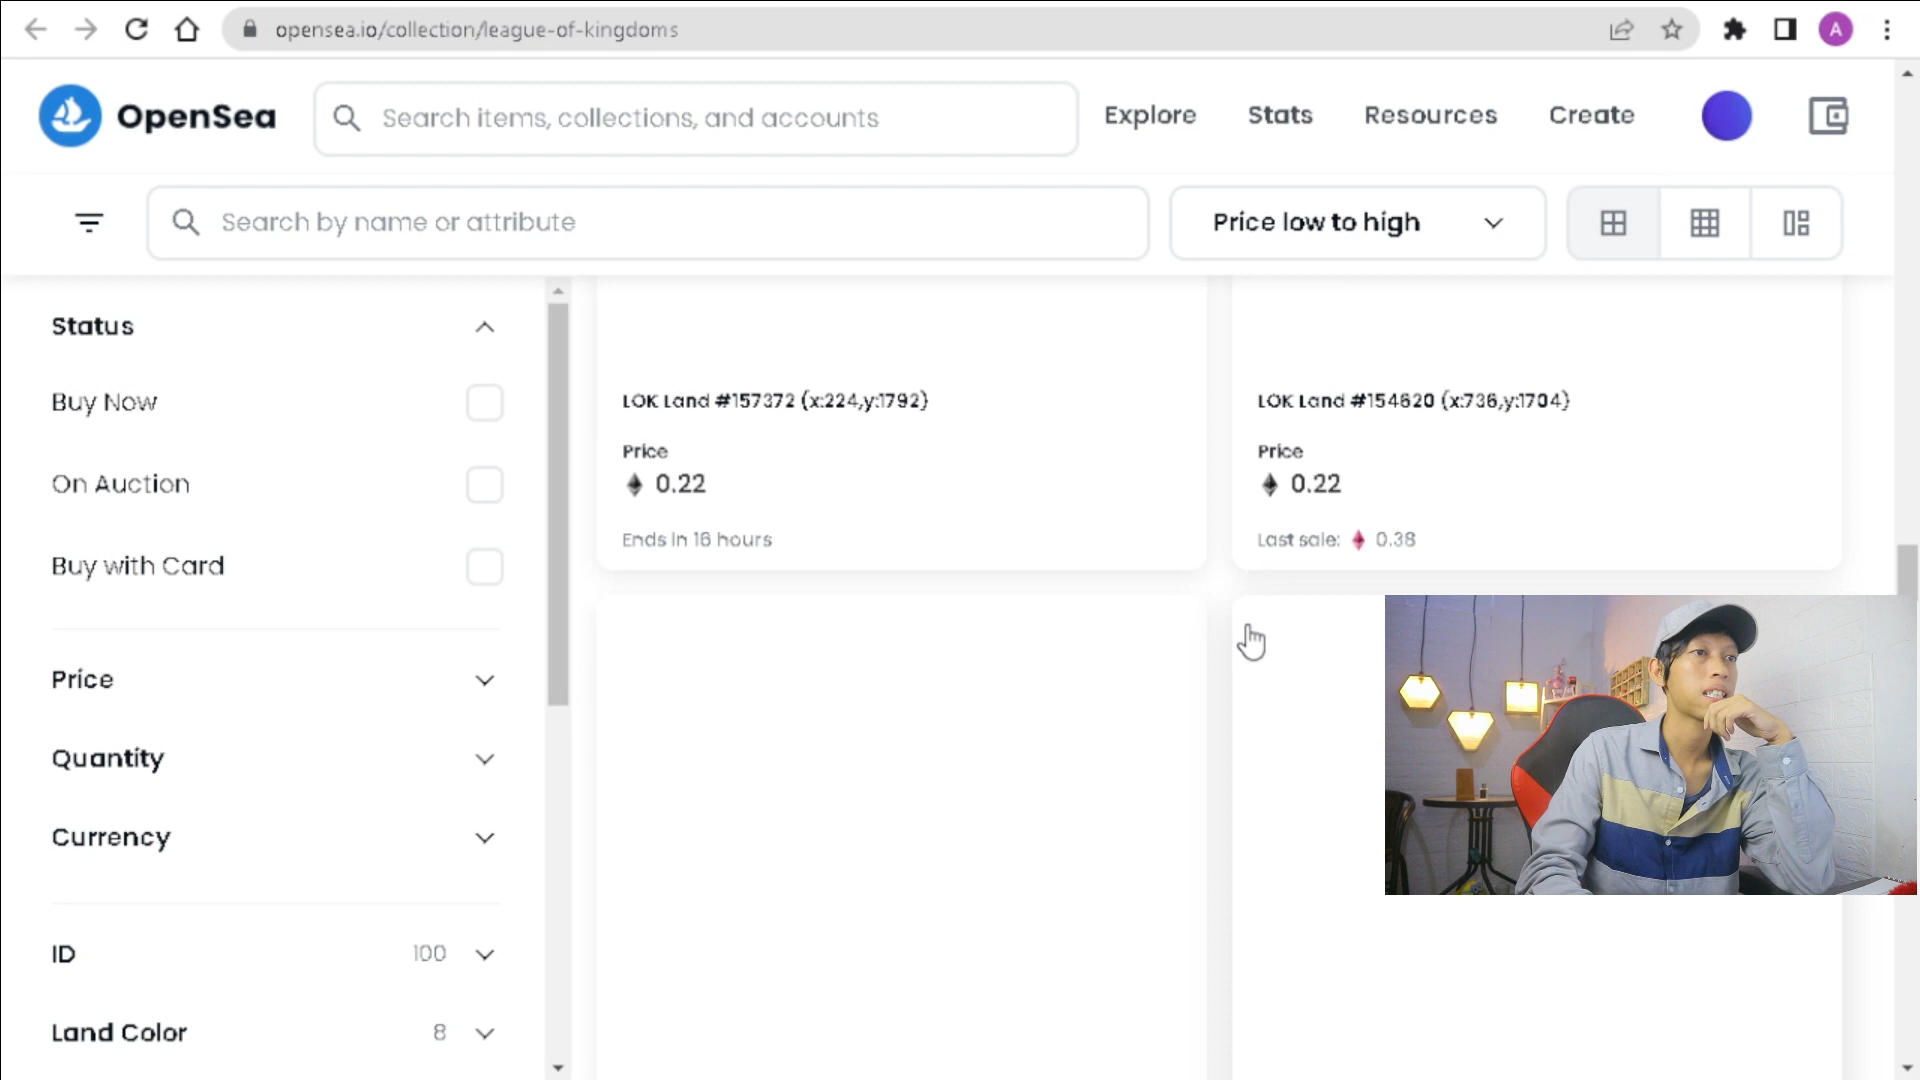 opensea.io/collection/league-of-kingdoms
A
OpenSea
Search items, collections, and accounts
Explore
Stats
Resources
Create
Search by name or attribute
Price low to high
Status
Buy Now
On Auction
Buy with Card
Price
Quantity
Currency
ID
100
Land Color
8
LOK Land #157372 (x:224,y:1792)
Price
0.22
Ends in 16 hours
LOK Land #154620 (x:736,y:1704)
Price
0.22
Last sale: 0.38